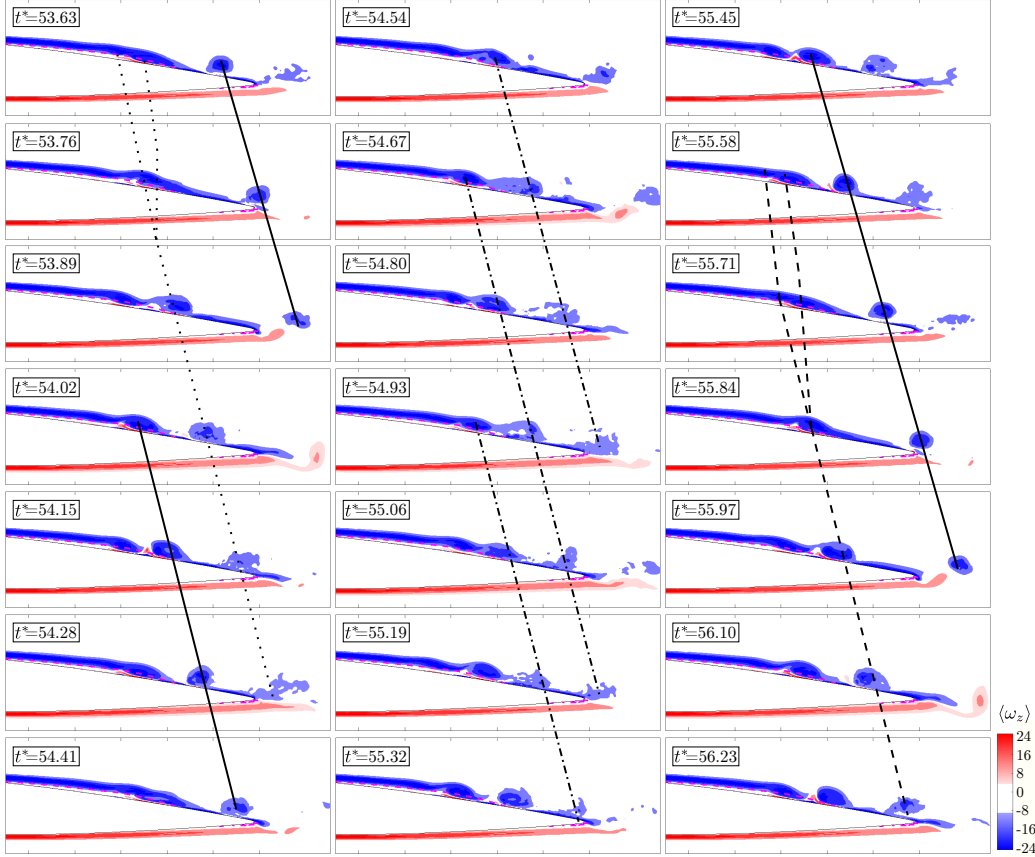 t*=53.63
t*=54.54
t*=55.45
t*=53.76
t*=54.67
t*=55.58
t*=53.89
t*=54.80
t*=55.71
t*=54.02
t*=54.93
t*=55.84
t*=54.15
t*=55.06
t*=55.97
t*=54.28
t*=55.19
t*=56.10
t*=54.41
t*=55.32
t*=56.23
⟨ω_z⟩
24
16
8
0
-8
-16
-24